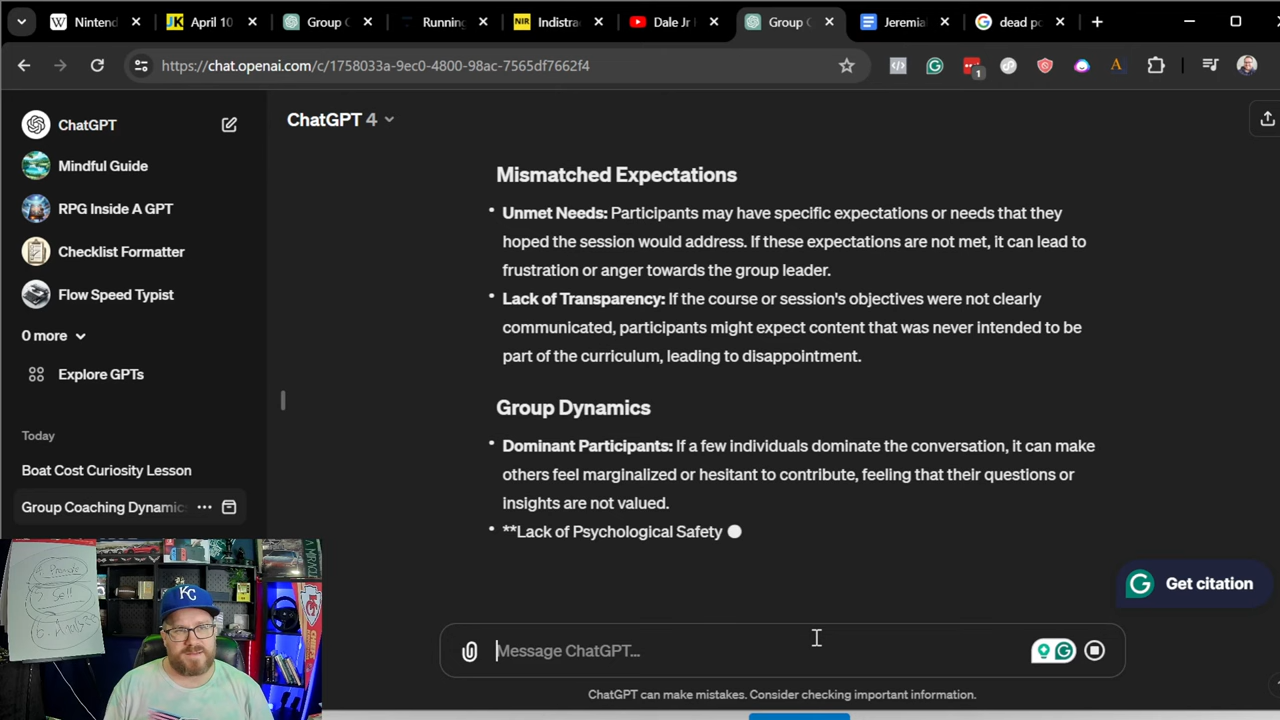 Nintend
April 10
Group C
Running
NIR
Indistra
Dale Jr
Group C
Jeremia
dead po
https://chat.openai.com/c/1758033a-9ec0-4800-98ac-7565df7662f4
1
ChatGPT
ChatGPT 4
Mindful Guide
RPG Inside A GPT
Checklist Formatter
Flow Speed Typist
0 more
Explore GPTs
Today
Boat Cost Curiosity Lesson
Group Coaching Dynamic
Mismatched Expectations
• Unmet Needs: Participants may have specific expectations or needs that they
hoped the session would address. If these expectations are not met, it can lead to
frustration or anger towards the group leader.
• Lack of Transparency: If the course or session's objectives were not clearly
communicated, participants might expect content that was never intended to be
part of the curriculum, leading to disappointment.
Group Dynamics
• Dominant Participants: If a few individuals dominate the conversation, it can make
others feel marginalized or hesitant to contribute, feeling that their questions or
insights are not valued.
• **Lack of Psychological Safety
Get citation
Message ChatGPT...
ChatGPT can make mistakes. Consider checking important information.
KC